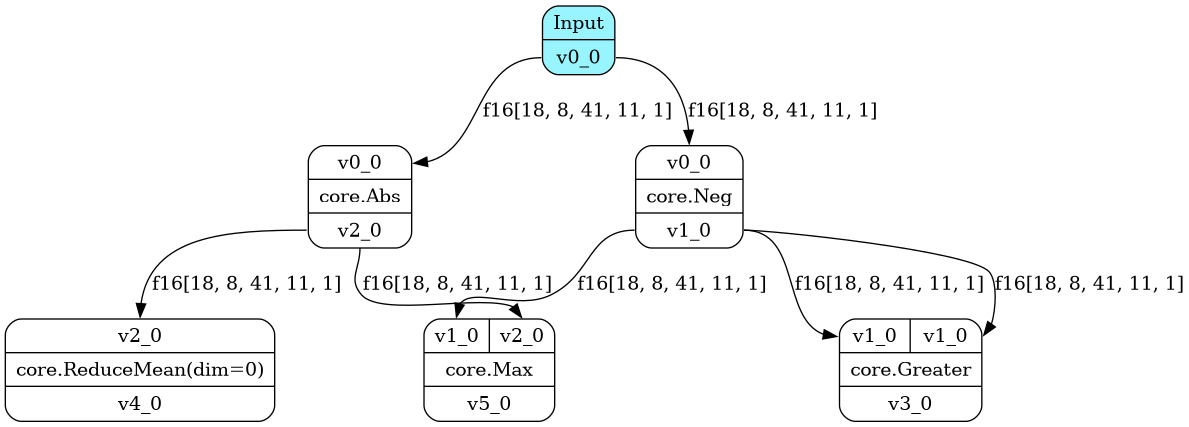 Input
v0_0
f16[18, 8, 41, 11, 1]
f16[18, 8, 41, 11, 1]
v0_0
core.Abs
v2_0
v0_0
core.Neg
v1_0
f16[18, 8, 41, 11, 1]
f16[18, 8, 41, 11, 1]
f16[18, 8, 41, 11, 1]
f16[18, 8, 41, 11, 1]
f16[18, 8, 41, 11, 1]
v2_0
core.ReduceMean(dim=0)
v4_0
v1_0
v2_0
core.Max
v5_0
v1_0
v1_0
core.Greater
v3_0